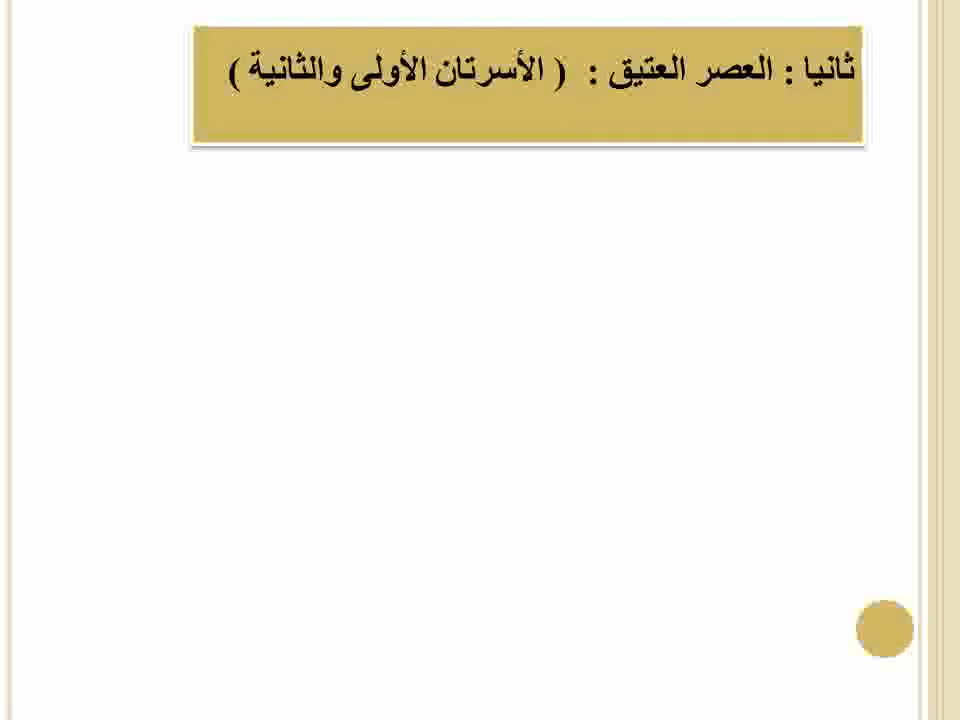 ثانيا : العصر العتيق : ( الأسرتان الأولى والثانية )